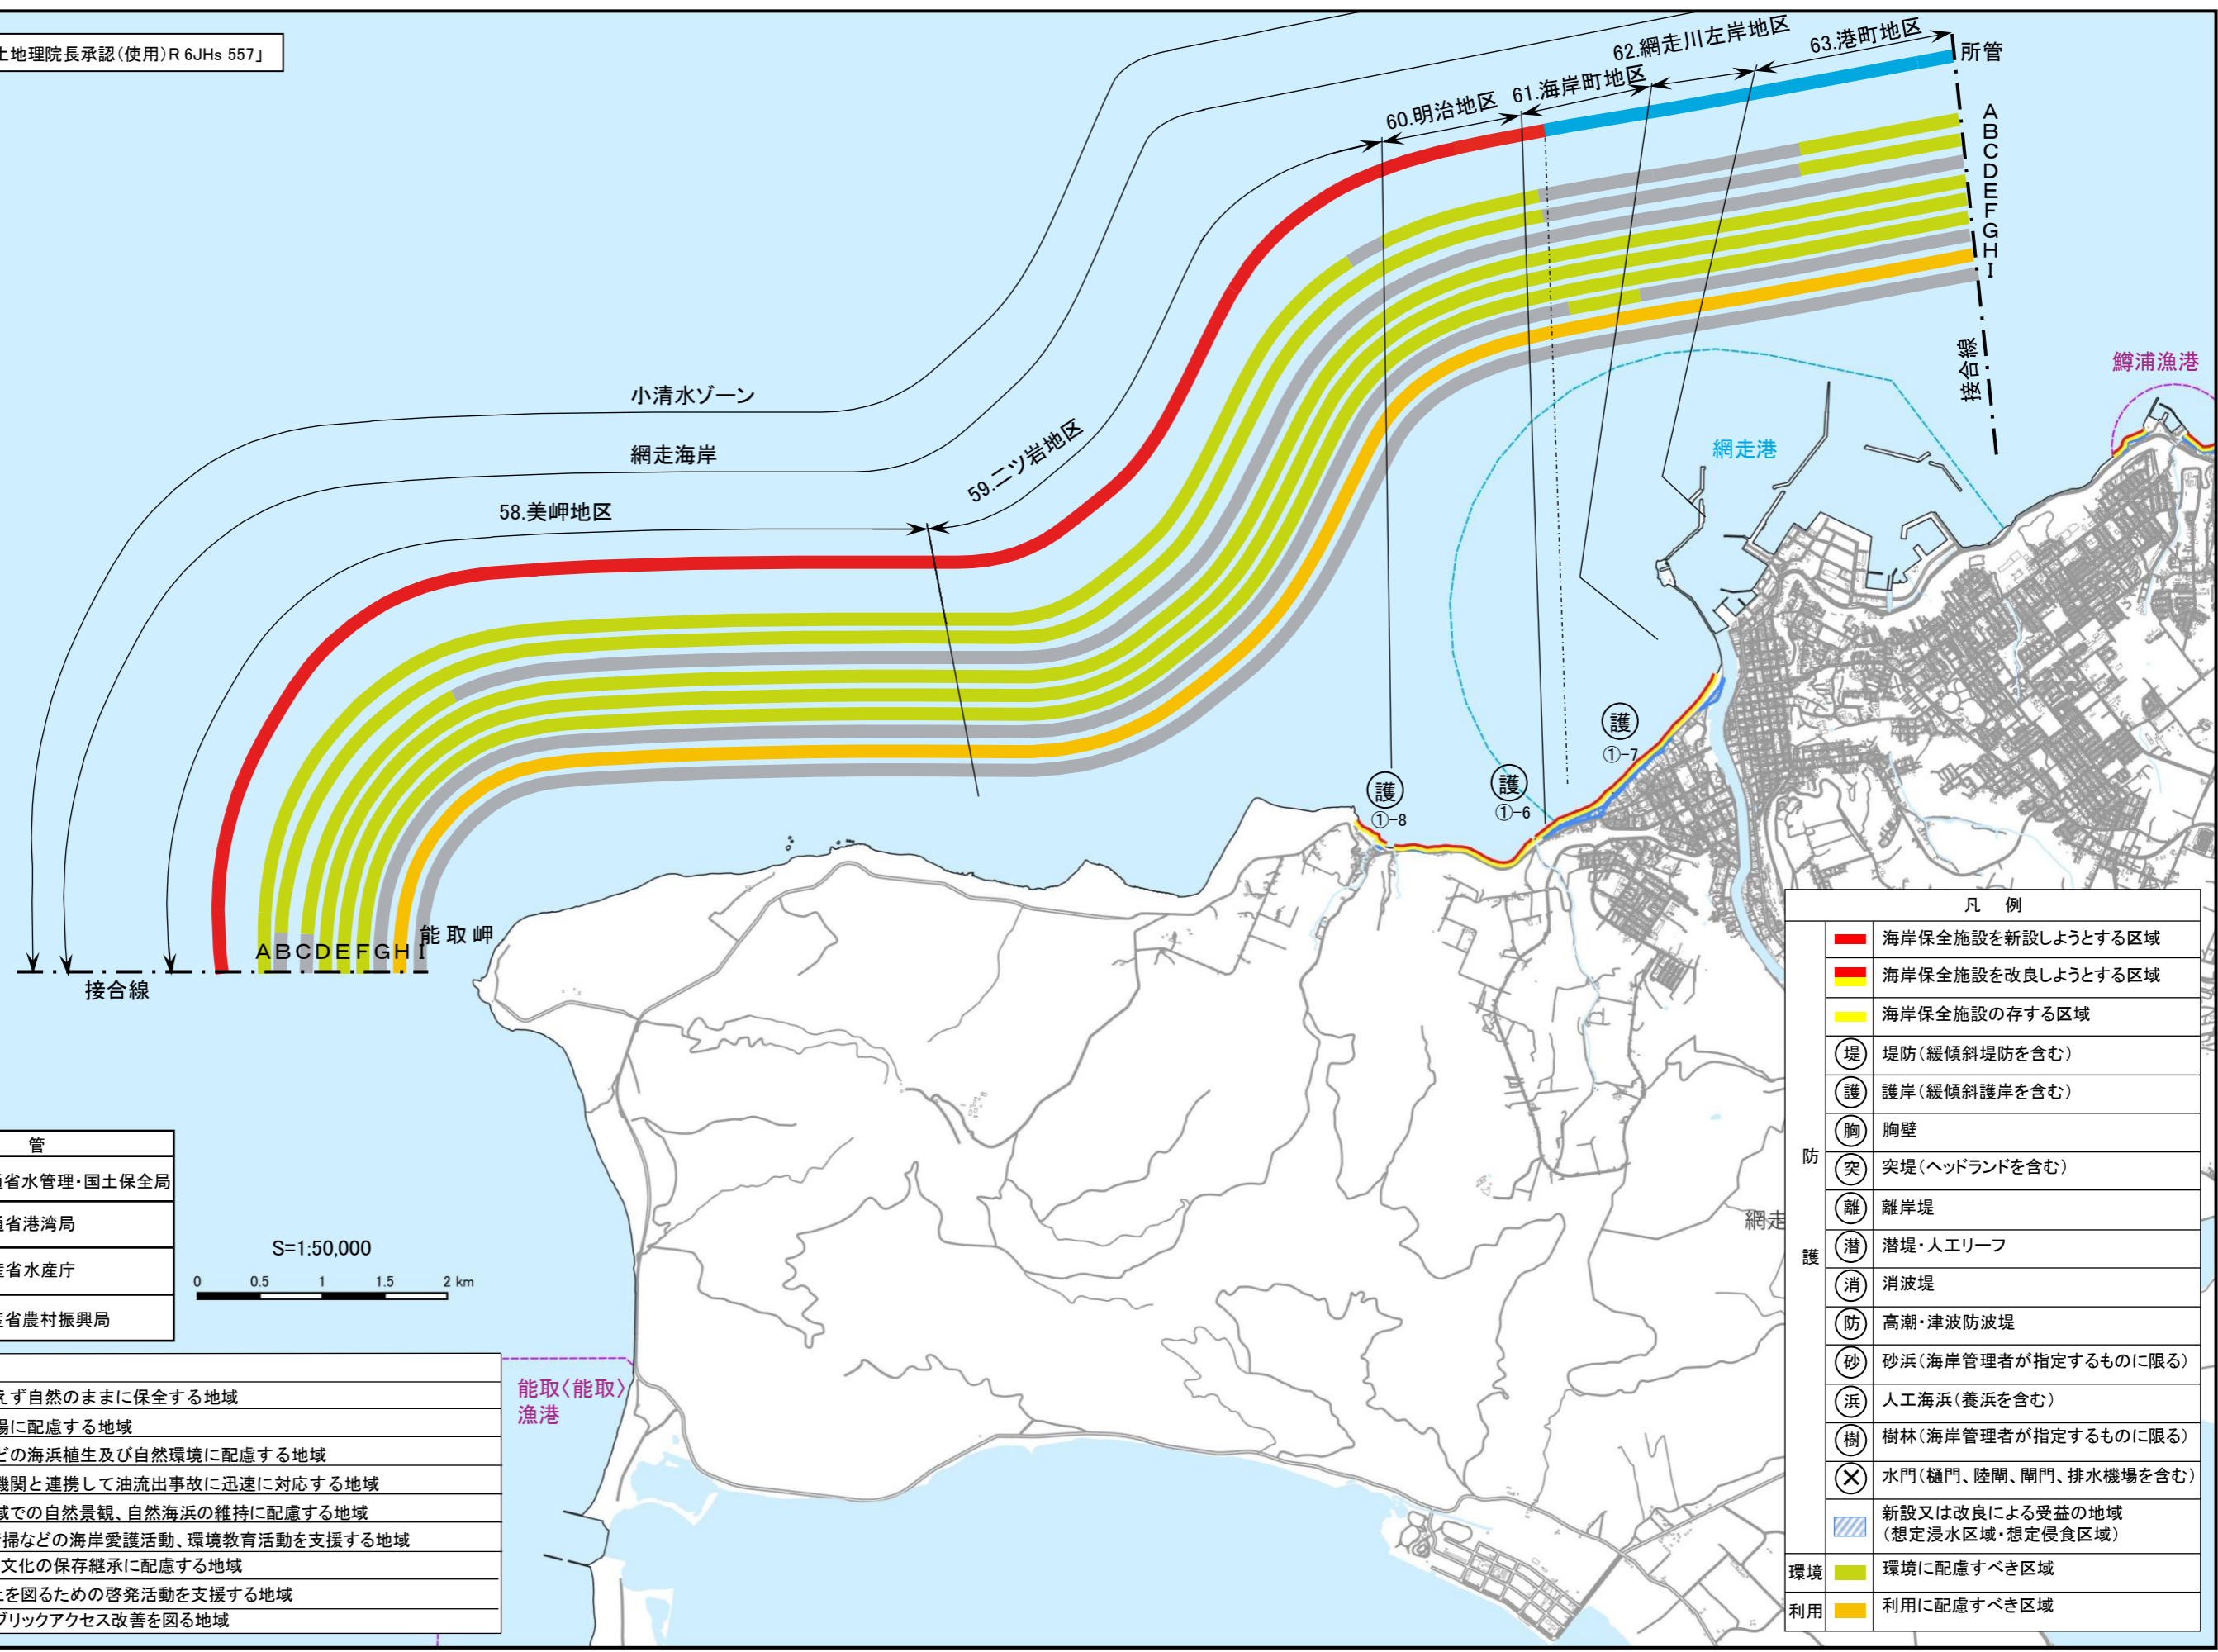 土地理院長承認(使用)R 6JHs 557」
62.網走川左岸地区
63.港町地区
所管
60.明治地区
61.海岸町地区
A
B
C
D
E
F
G
H
I
接合線
鱒浦漁港
小清水ゾーン
網走海岸
59.二ツ岩地区
58.美岬地区
網走港
護
①-7
護
①-8
護
①-6
A B C D E F G H I
能取岬
接合線
管
通省水管理・国土保全局
通省港湾局
産省水産庁
産省農村振興局
S=1:50,000
0 0.5 1 1.5 2 km
えず自然のままに保全する地域
場に配慮する地域
どの海浜植生及び自然環境に配慮する地域
機関と連携して油流出事故に迅速に対応する地域
域での自然景観、自然海浜の維持に配慮する地域
清掃などの海岸愛護活動、環境教育活動を支援する地域
文化の保存継承に配慮する地域
上を図るための啓発活動を支援する地域
ブリックアクセス改善を図る地域
能取〈能取〉
漁港
網走
凡 例
防護
海岸保全施設を新設しようとする区域
海岸保全施設を改良しようとする区域
海岸保全施設の存する区域
堤 堤防(緩傾斜堤防を含む)
護 護岸(緩傾斜護岸を含む)
胸 胸壁
突 突堤(ヘッドランドを含む)
離 離岸堤
潜 潜堤・人工リーフ
消 消波堤
防 高潮・津波防波堤
砂 砂浜(海岸管理者が指定するものに限る)
浜 人工海浜(養浜を含む)
樹 樹林(海岸管理者が指定するものに限る)
水門(樋門、陸閘、閘門、排水機場を含む)
新設又は改良による受益の地域
(想定浸水区域・想定侵食区域)
環境 環境に配慮すべき区域
利用 利用に配慮すべき区域